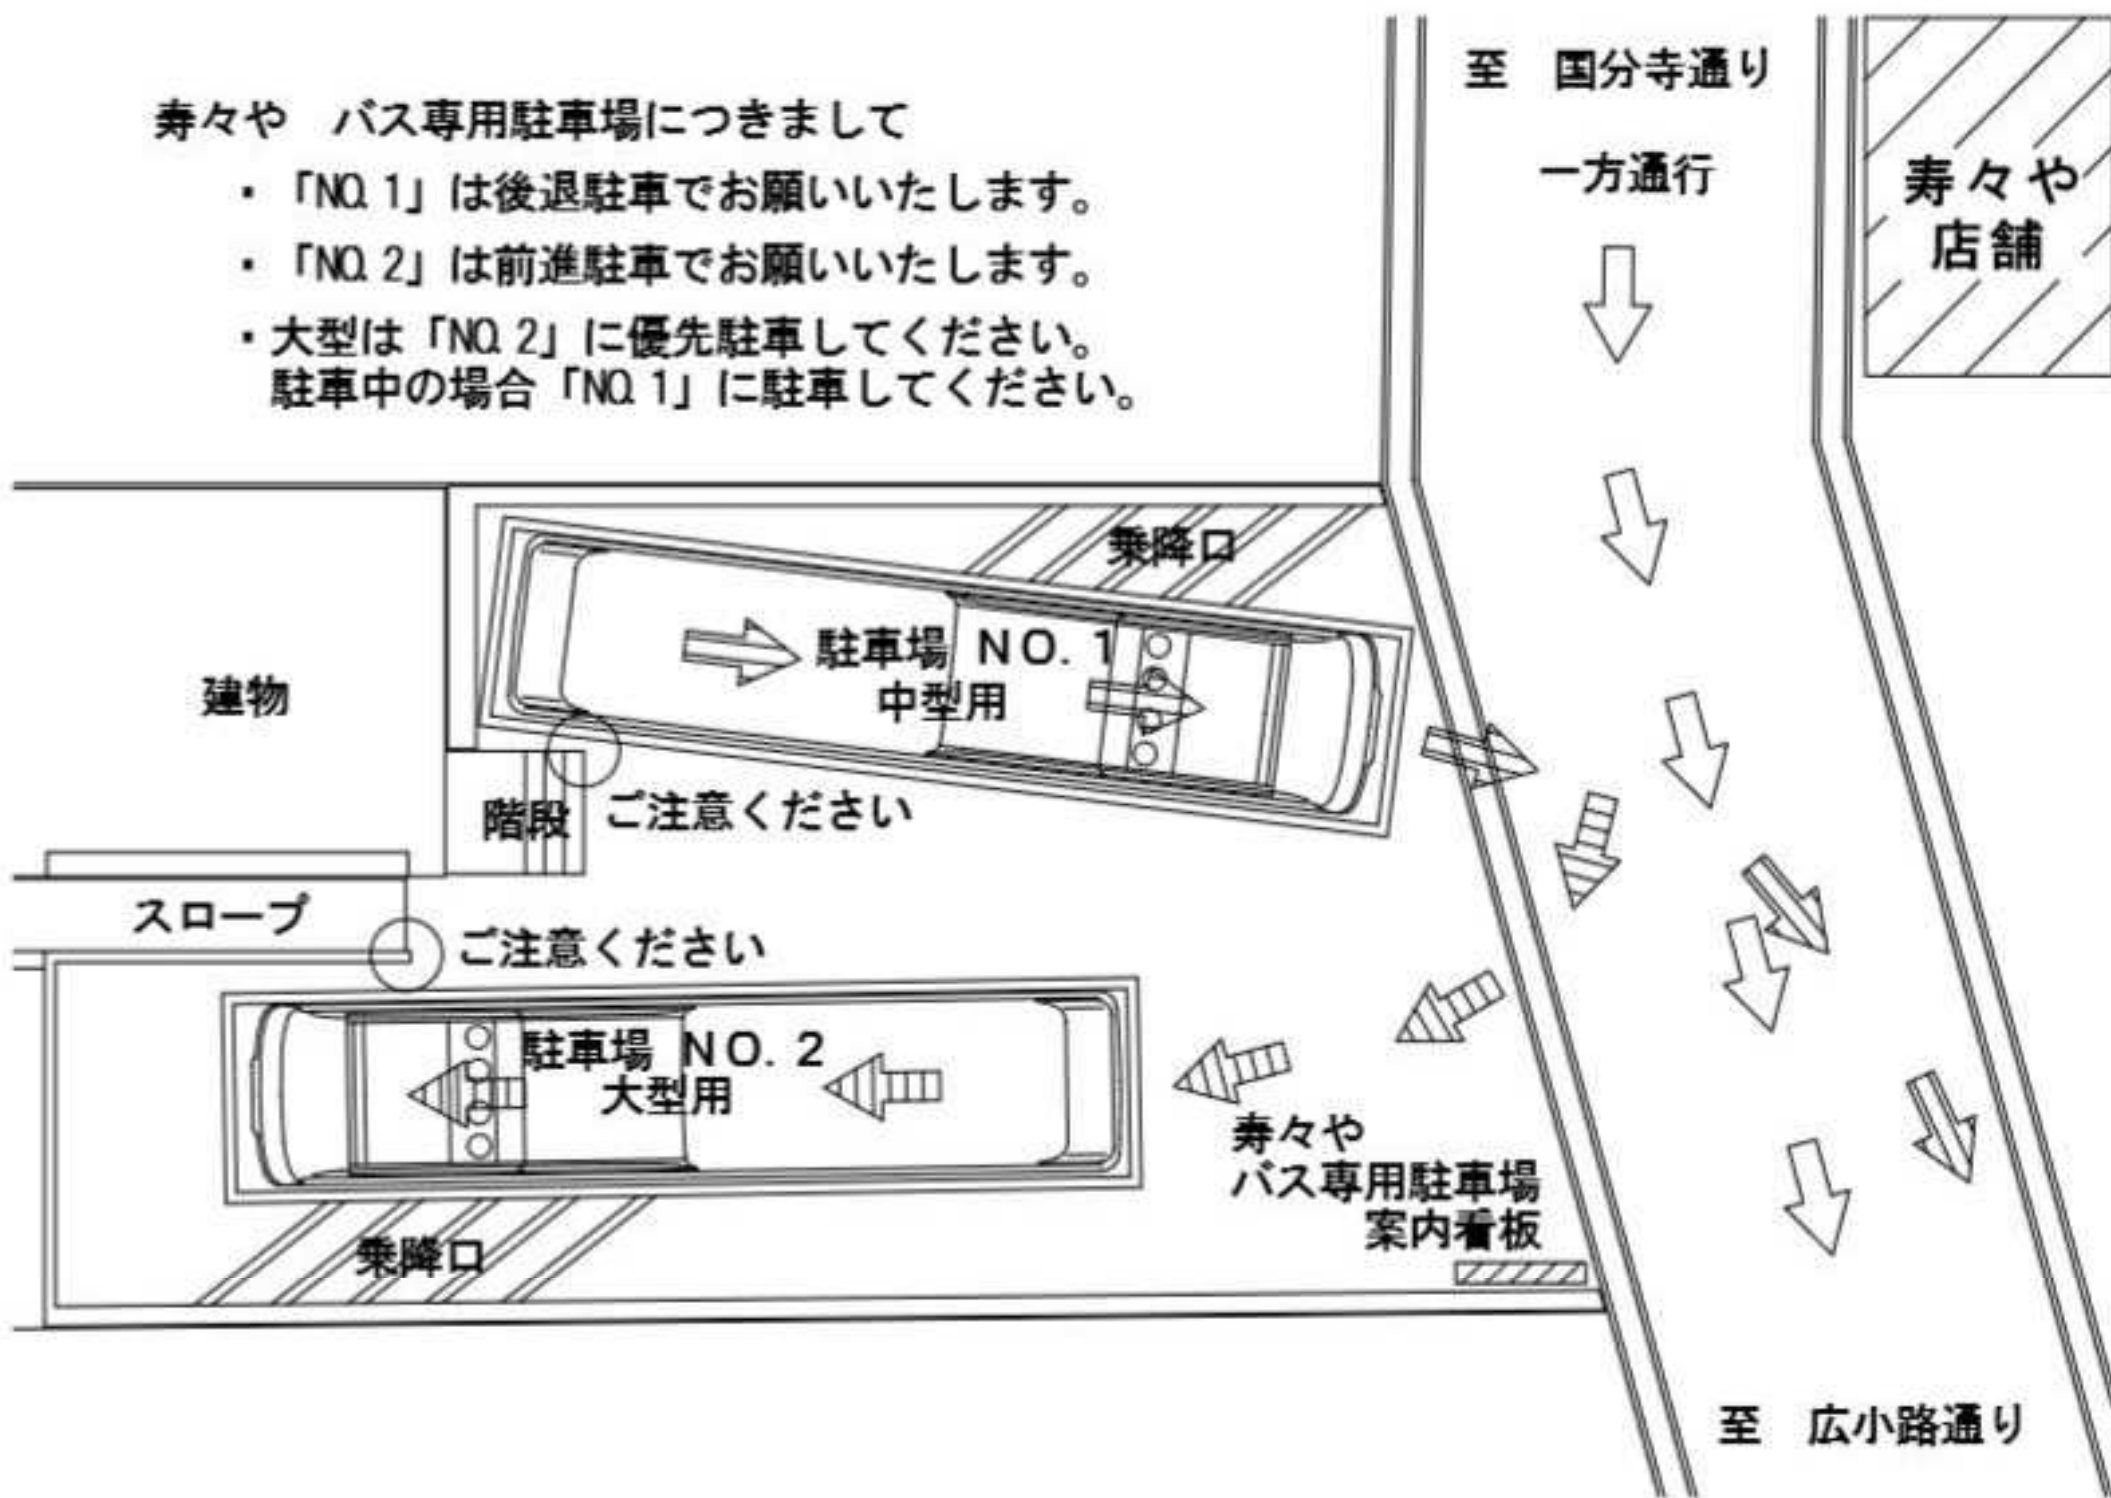 寿々や　バス専用駐車場につきまして
・「NO.1」は後退駐車でお願いいたします。
・「NO.2」は前進駐車でお願いいたします。
・大型は「NO.2」に優先駐車してください。
駐車中の場合「NO.1」に駐車してください。
至　国分寺通り
一方通行
寿々や
店舗
乗降口
駐車場 NO.1
中型用
建物
階段
ご注意ください
スロープ
ご注意ください
駐車場 NO.2
大型用
寿々や
バス専用駐車場
案内看板
乗降口
至　広小路通り